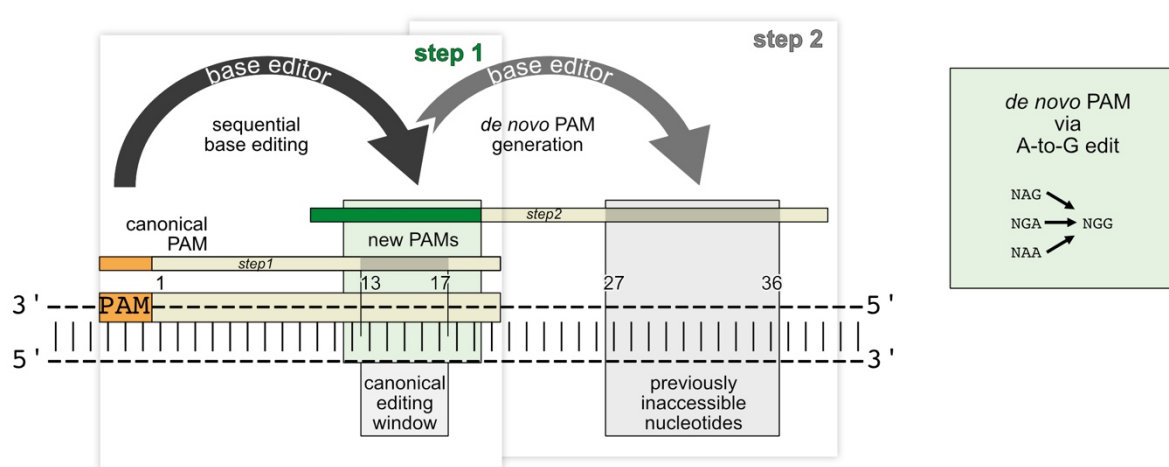 step 1
step 2
base editor
base editor
sequential
base editing
de novo PAM
generation
canonical
PAM
new PAMs
step1
step2
1
13
17
27
36
3'
PAM
5'
5'
3'
canonical
editing
window
previously
inaccessible
nucleotides
de novo PAM
via
A-to-G edit
NAG
NGA
NGG
NAA